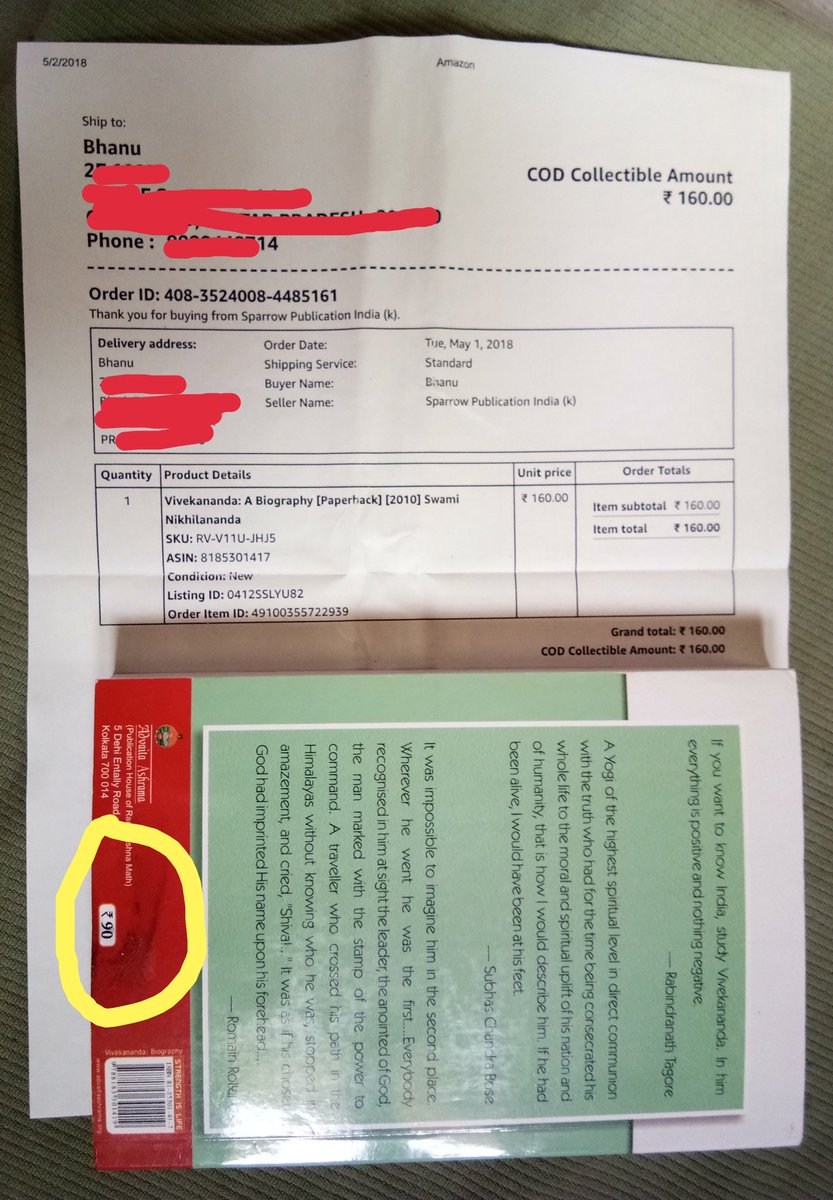 5/2/2018
Amazon
Ship to:
Bhanu
COD Collectible Amount
₹ 160.00
Phone : 14
Order ID: 408-3524008-4485161
Thank you for buying from Sparrow Publication India (k).
Delivery address:
Bhanu
PR
Order Date: Tue, May 1, 2018
Shipping Service: Standard
Buyer Name: Bhanu
Seller Name: Sparrow Publication India (k)
Quantity Product Details Unit price Order Totals
1 Vivekananda: A Biography [Paperback] [2010] Swami ₹ 160.00 Item subtotal ₹ 160.00
Nikhilananda Item total ₹ 160.00
SKU: RV-V11U-JHJ5
ASIN: 8185301417
Condition: New
Listing ID: 0412SSLYU82
Order Item ID: 49100355722939
Grand total: ₹ 160.00
COD Collectible Amount: ₹ 160.00
If you want to know India, study Vivekananda. In him
everything is positive and nothing negative.
— Rabindranath Tagore
A Yogi of the highest spiritual level in direct communion
with the truth who had for the time being consecrated his
whole life to the moral and spiritual uplift of his nation and
of humanity, that is how I would describe him. If he had
been alive, I would have been at his feet.
— Subhas Chandra Bose
It was impossible to imagine him in the second place.
Wherever he went he was the first....Everybody
recognised in him at sight the leader, the anointed of God,
the man marked with the stamp of the power to
command. A traveller who crossed his path in the
Himalayas without knowing who he was, stopped in
amazement, and cried, "Shiva!.." It was as if his chosen
God had imprinted His name upon his forehead....
— Romain Rolland
Advaita Ashrama
(Publication House of Ramakrishna Math)
5 Dehi Entally Road
Kolkata 700 014
₹ 90
STRENGTH IS LIFE
Vivekananda: Biography
www.advaitaashrama.org